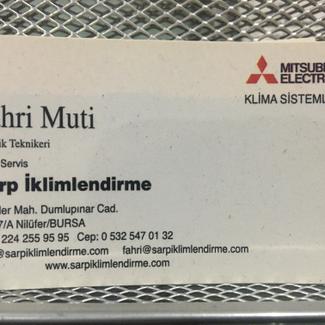 MITSUBI
ELECTR
KLİMA SİSTEML
hri Muti
ik Teknikeri
Servis
rp İklimlendirme
ler Mah. Dumlupınar Cad.
7/A Nilüfer/BURSA
224 255 95 95 Cep: 0 532 547 01 32
@sarpiklimlendirme.com fahri@sarpiklimlendirme.com
www.sarpiklimlendirme.com